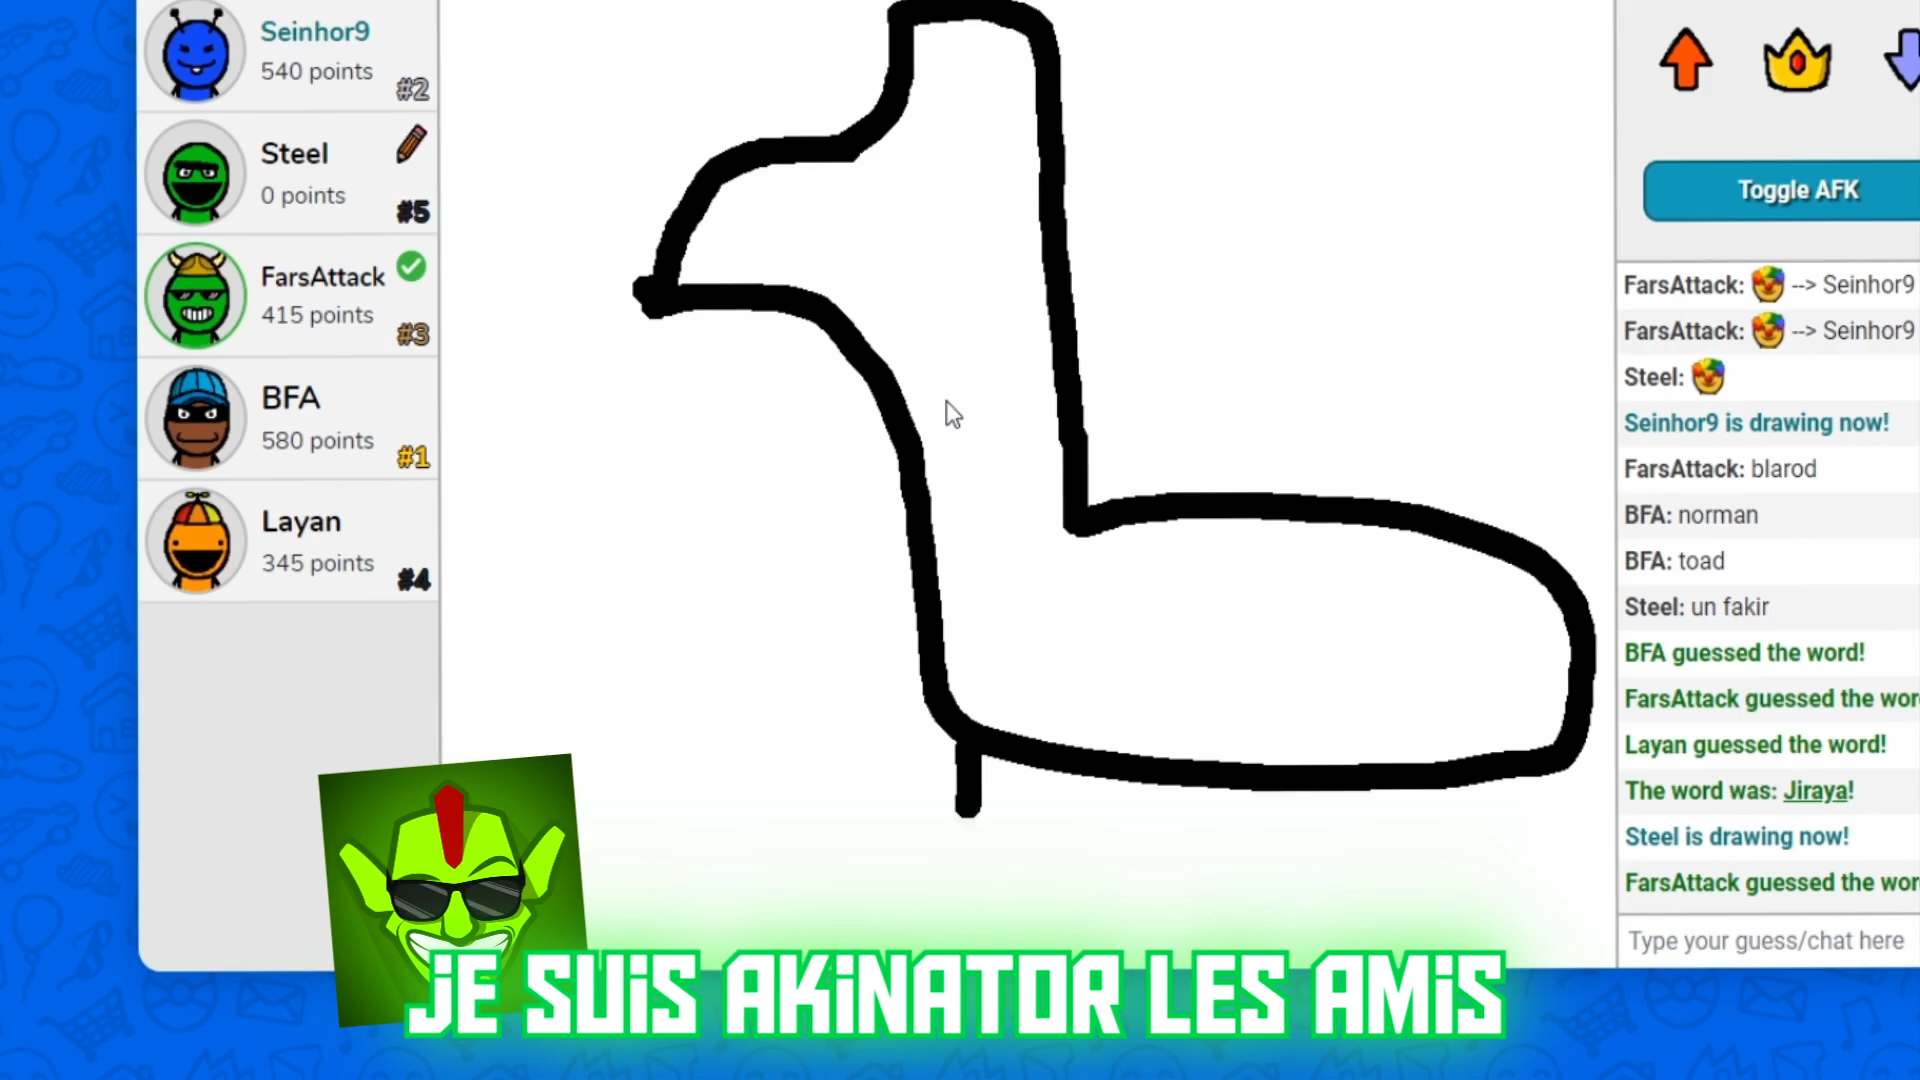 Seinhor9
540 points
#2
Steel
0 points
#5
FarsAttack
415 points
#3
BFA
580 points
#1
Layan
345 points
#4
Toggle AFK
FarsAttack: --> Seinhor9
FarsAttack: --> Seinhor9
Steel:
Seinhor9 is drawing now!
FarsAttack: blarod
BFA: norman
BFA: toad
Steel: un fakir
BFA guessed the word!
FarsAttack guessed the wor
Layan guessed the word!
The word was: Jiraya!
Steel is drawing now!
FarsAttack guessed the wor
Type your guess/chat here
JE SUIS AKINATOR LES AMIS